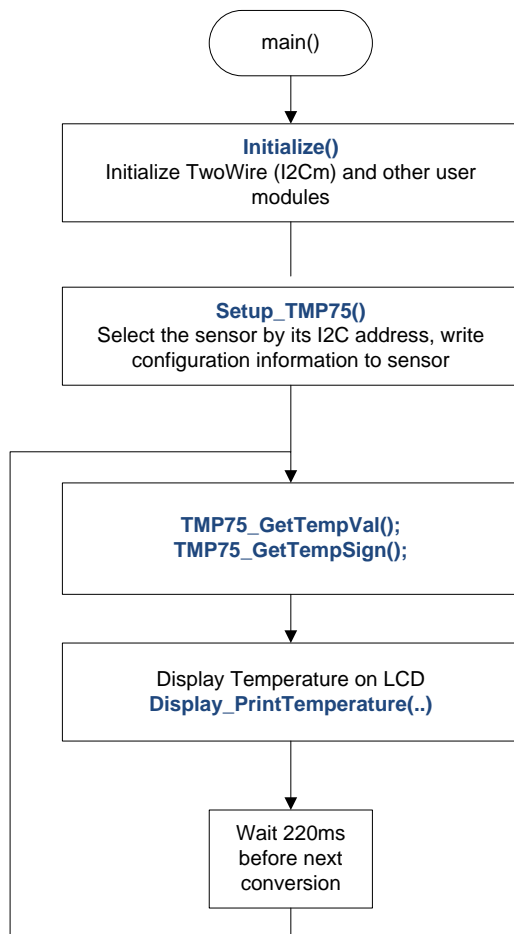 main()
Initialize()
Initialize TwoWire (I2Cm) and other user
modules
Setup_TMP75()
Select the sensor by its I2C address, write
configuration information to sensor
TMP75_GetTempVal();
TMP75_GetTempSign();
Display Temperature on LCD
Display_PrintTemperature(..)
Wait 220ms
before next
conversion